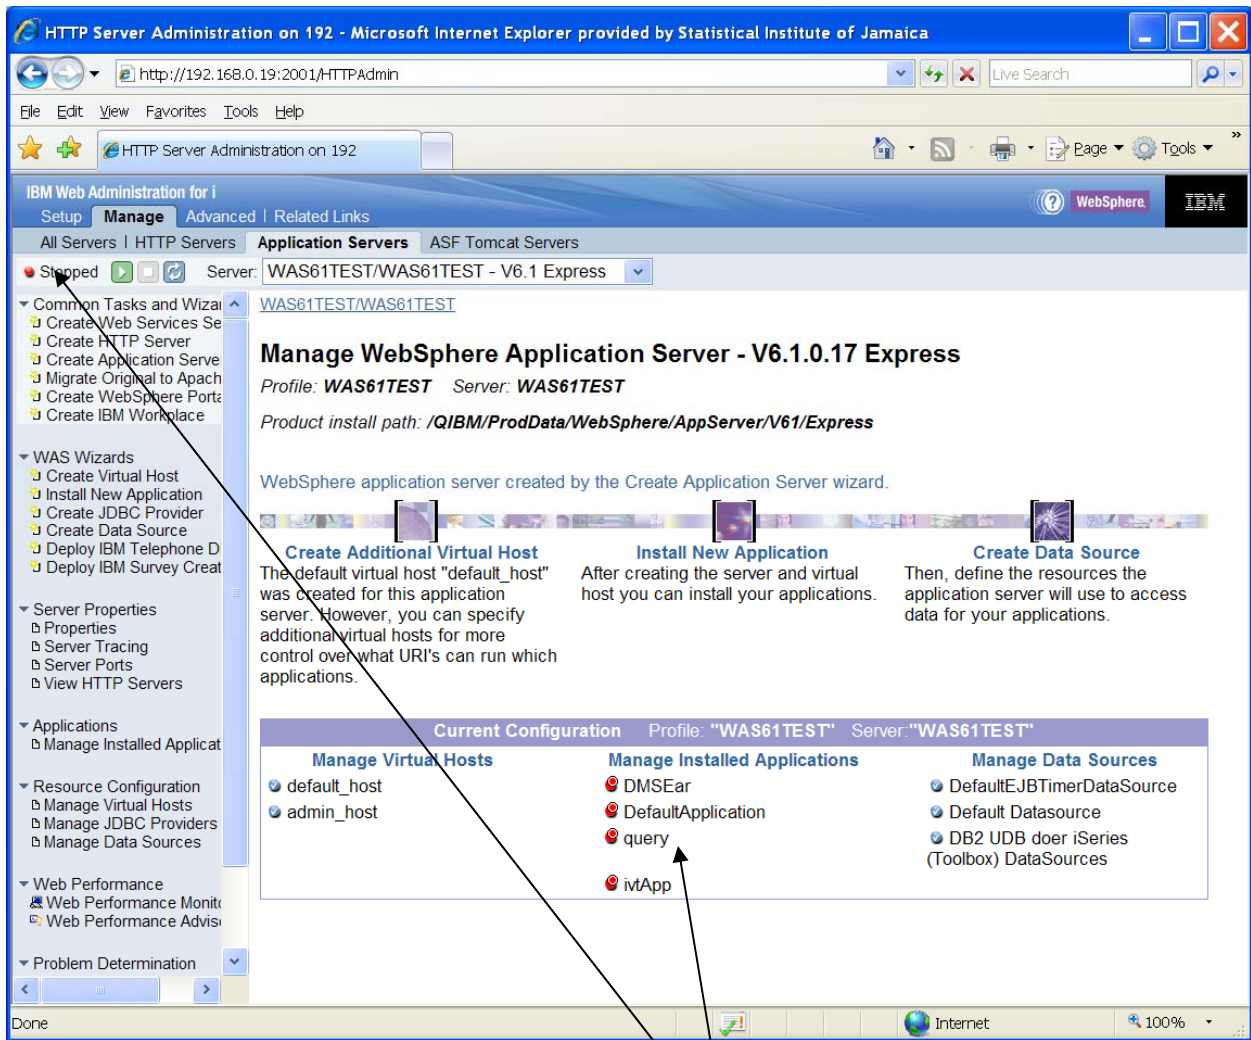 HTTP Server Administration on 192 - Microsoft Internet Explorer provided by Statistical Institute of Jamaica
http://192.168.0.19:2001/HTTPAdmin
Live Search
File Edit View Favorites Tools Help
HTTP Server Administration on 192
Page Tools
IBM Web Administration for i
Setup Manage Advanced | Related Links
WebSphere. IBM
All Servers | HTTP Servers Application Servers ASF Tomcat Servers
Stopped Server: WAS61TEST/WAS61TEST - V6.1 Express
Common Tasks and Wizar
Create Web Services Se
Create HTTP Server
Create Application Serve
Migrate Original to Apach
Create WebSphere Porta
Create IBM Workplace
WAS Wizards
Create Virtual Host
Install New Application
Create JDBC Provider
Create Data Source
Deploy IBM Telephone D
Deploy IBM Survey Creat
Server Properties
Properties
Server Tracing
Server Ports
View HTTP Servers
Applications
Manage Installed Applicat
Resource Configuration
Manage Virtual Hosts
Manage JDBC Providers
Manage Data Sources
Web Performance
Web Performance Monito
Web Performance Adviso
Problem Determination
WAS61TEST/WAS61TEST
Manage WebSphere Application Server - V6.1.0.17 Express
Profile: WAS61TEST Server: WAS61TEST
Product install path: /QIBM/ProdData/WebSphere/AppServer/V61/Express
WebSphere application server created by the Create Application Server wizard.
Create Additional Virtual Host
The default virtual host "default_host"
was created for this application
server. However, you can specify
additional virtual hosts for more
control over what URI's can run which
applications.
Install New Application
After creating the server and virtual
host you can install your applications.
Create Data Source
Then, define the resources the
application server will use to access
data for your applications.
Current Configuration Profile: "WAS61TEST" Server:"WAS61TEST"
Manage Virtual Hosts
default_host
admin_host
Manage Installed Applications
DMSEar
DefaultApplication
query
ivtApp
Manage Data Sources
DefaultEJBTimerDataSource
Default Datasource
DB2 UDB doer iSeries
(Toolbox) DataSources
Done Internet 100%